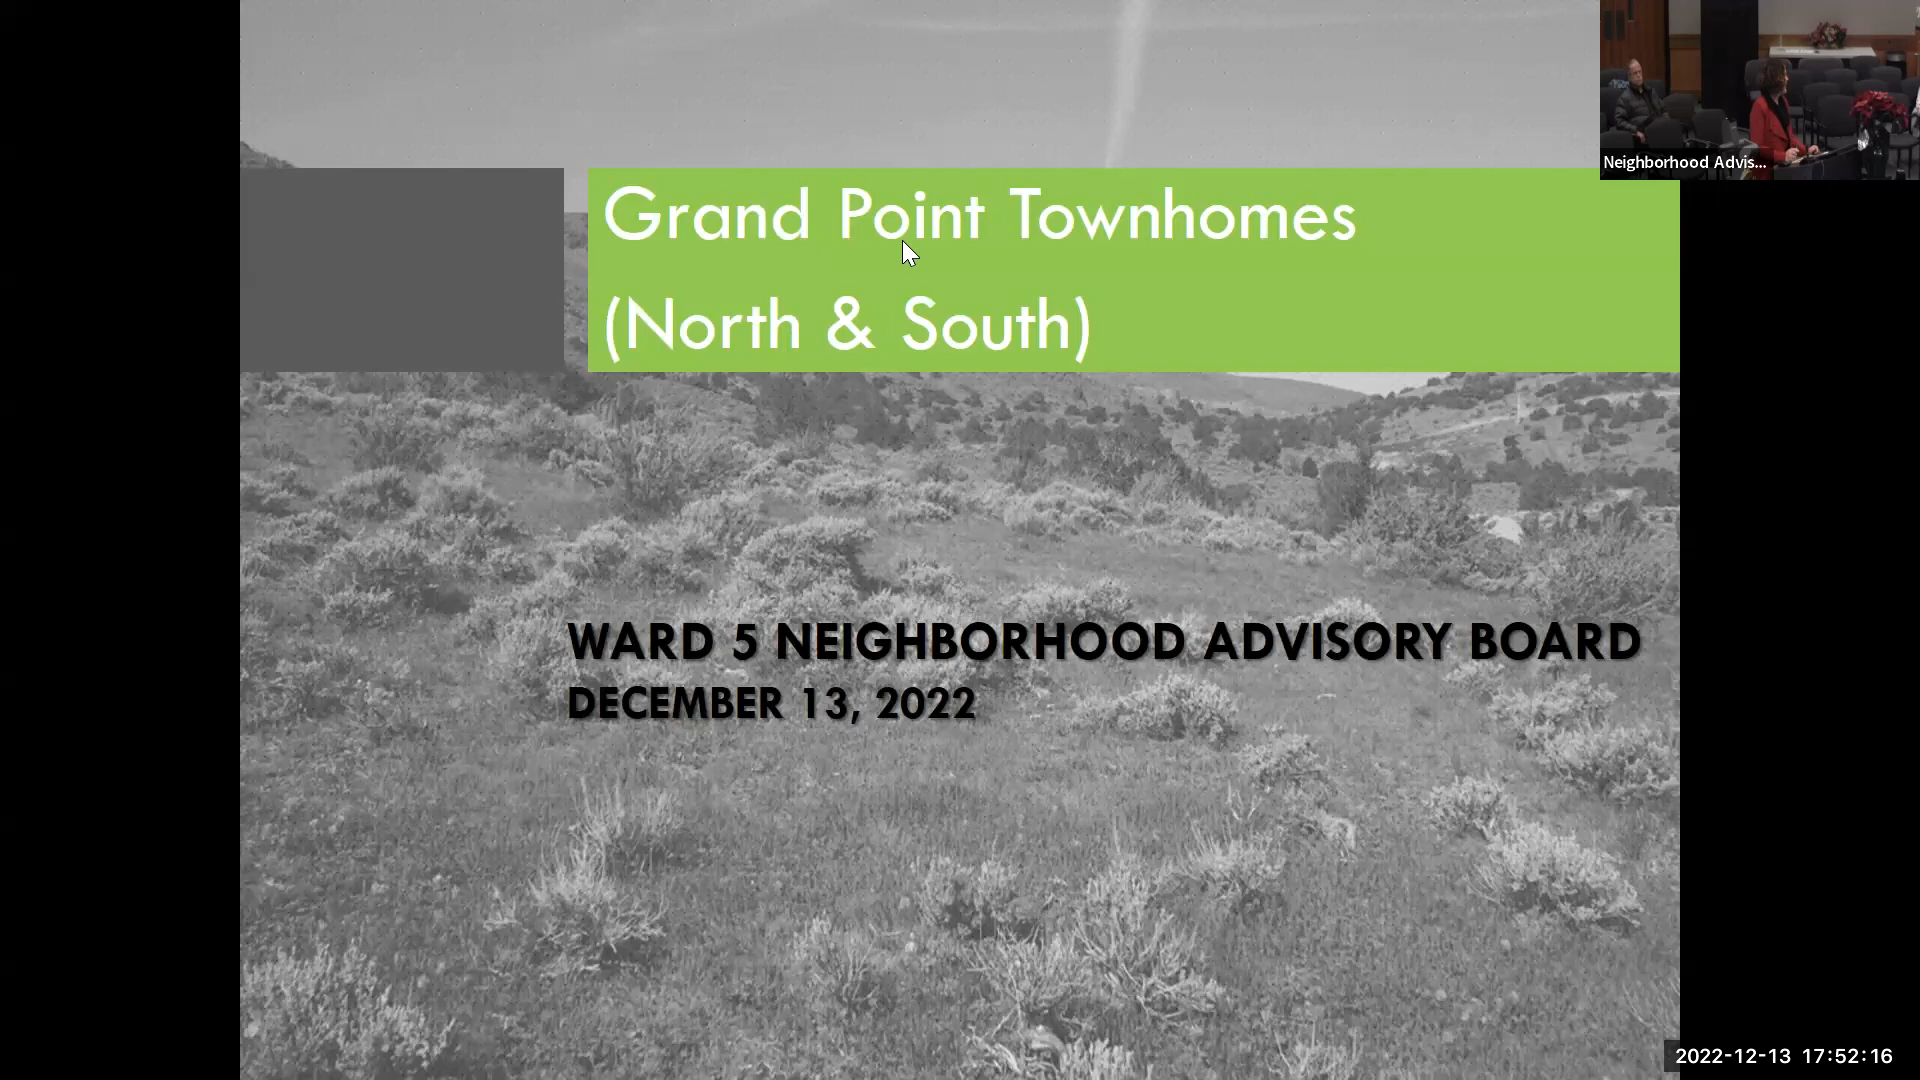 Grand Point Townhomes
(North & South)
Neighborhood Advis...
WARD 5 NEIGHBORHOOD ADVISORY BOARD
DECEMBER 13, 2022
2022-12-13 17:52:16